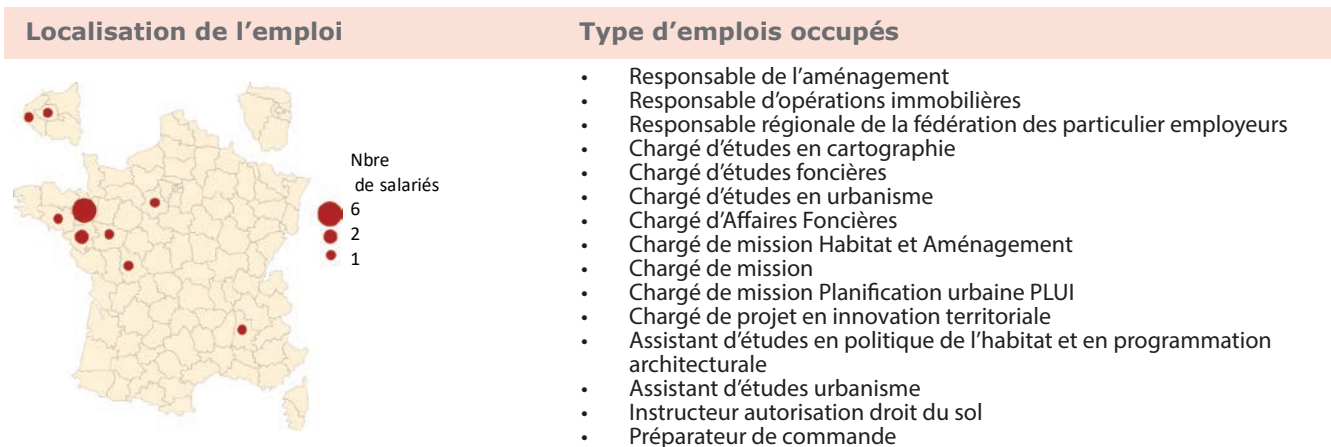 Localisation de l’emploi
Type d’emplois occupés
Nbre
de salariés
6
2
1
• Responsable de l’aménagement
• Responsable d’opérations immobilières
• Responsable régionale de la fédération des particulier employeurs
• Chargé d’études en cartographie
• Chargé d’études foncières
• Chargé d’études en urbanisme
• Chargé d’Affaires Foncières
• Chargé de mission Habitat et Aménagement
• Chargé de mission
• Chargé de mission Planification urbaine PLUI
• Chargé de projet en innovation territoriale
• Assistant d’études en politique de l’habitat et en programmation
architecturale
• Assistant d’études urbanisme
• Instructeur autorisation droit du sol
• Préparateur de commande